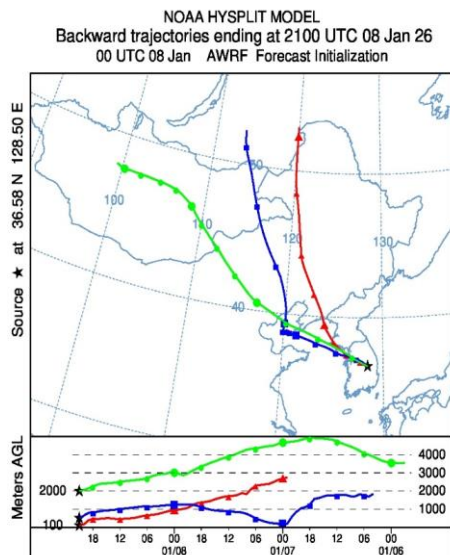 NOAA HYSPLIT MODEL
Backward trajectories ending at 2100 UTC 08 Jan 26
00 UTC 08 Jan AWRF Forecast Initialization
Source ★ at 36.58 N 128.50 E
50
100
110
120
130
40
Meters AGL
4000
3000
2000 2000
1000
100
18 12 06 00 18 12 06 00 18 12 06 00
01/08 01/07 01/06